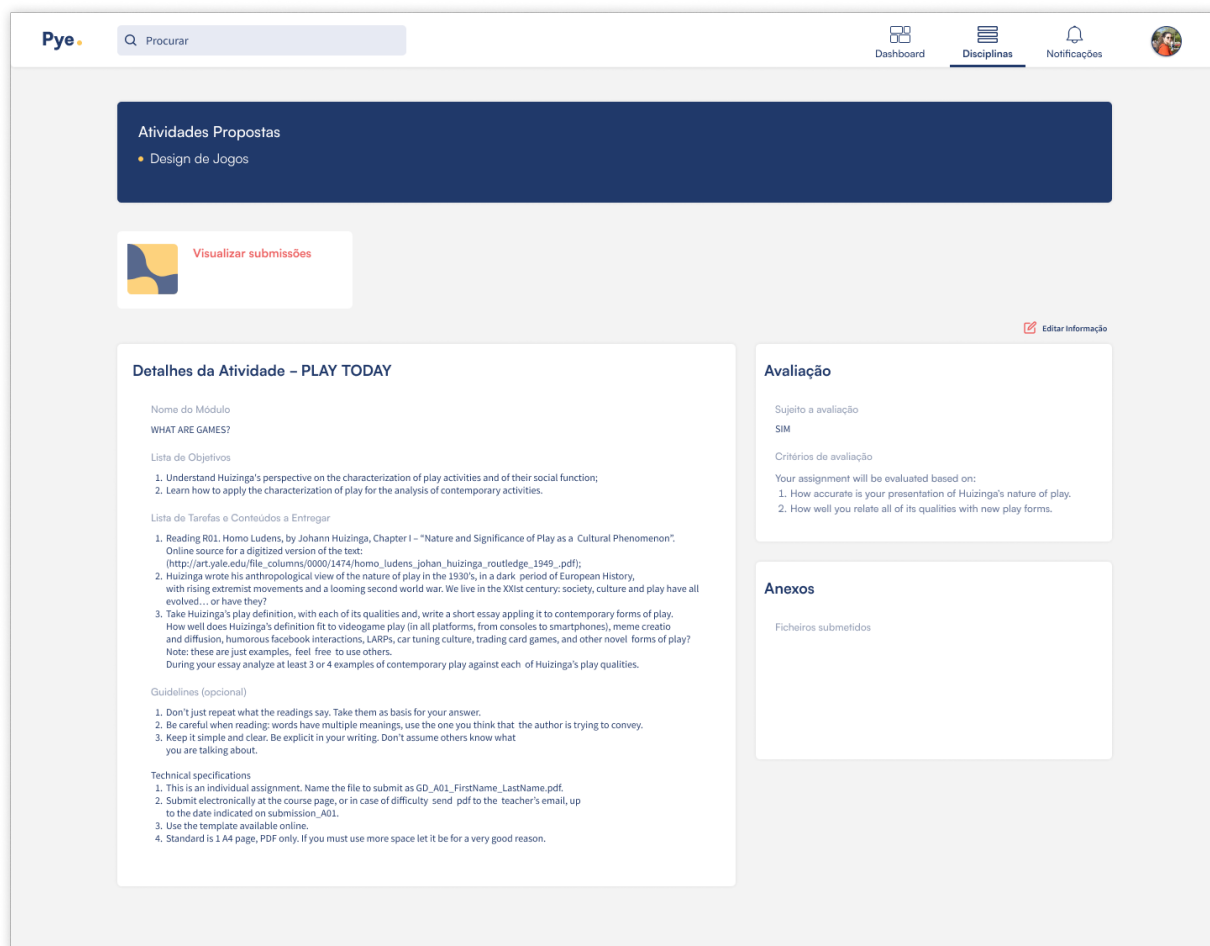 Pye.
Procurar
Dashboard
Disciplinas
Notificações
Atividades Propostas
• Design de Jogos
Visualizar submissões
Editar Informação
Detalhes da Atividade – PLAY TODAY
Nome do Módulo
WHAT ARE GAMES?
Lista de Objetivos
1. Understand Huizinga's perspective on the characterization of play activities and of their social function;
2. Learn how to apply the characterization of play for the analysis of contemporary activities.
Lista de Tarefas e Conteúdos a Entregar
1. Reading R01. Homo Ludens, by Johann Huizinga, Chapter I – “Nature and Significance of Play as a Cultural Phenomenon”.
Online source for a digitized version of the text:
(http://art.yale.edu/file_columns/0000/1474/homo_ludens_johan_huizinga_routledge_1949_.pdf);
2. Huizinga wrote his anthropological view of the nature of play in the 1930’s, in a dark period of European History,
with rising extremist movements and a looming second world war. We live in the XXIst century: society, culture and play have all
evolved… or have they?
3. Take Huizinga’s play definition, with each of its qualities and, write a short essay appling it to contemporary forms of play.
How well does Huizinga’s definition fit to videogame play (in all platforms, from consoles to smartphones), meme creatio
and diffusion, humorous facebook interactions, LARPs, car tuning culture, trading card games, and other novel forms of play?
Note: these are just examples, feel free to use others.
During your essay analyze at least 3 or 4 examples of contemporary play against each of Huizinga’s play qualities.
Guidelines (opcional)
1. Don’t just repeat what the readings say. Take them as basis for your answer.
2. Be careful when reading: words have multiple meanings, use the one you think that the author is trying to convey.
3. Keep it simple and clear. Be explicit in your writing. Don’t assume others know what
you are talking about.
Technical specifications
1. This is an individual assignment. Name the file to submit as GD_A01_FirstName_LastName.pdf.
2. Submit electronically at the course page, or in case of difficulty send pdf to the teacher’s email, up
to the date indicated on submission_A01.
3. Use the template available online.
4. Standard is 1 A4 page, PDF only. If you must use more space let it be for a very good reason.
Avaliação
Sujeito a avaliação
SIM
Critérios de avaliação
Your assignment will be evaluated based on:
1. How accurate is your presentation of Huizinga’s nature of play.
2. How well you relate all of its qualities with new play forms.
Anexos
Ficheiros submetidos